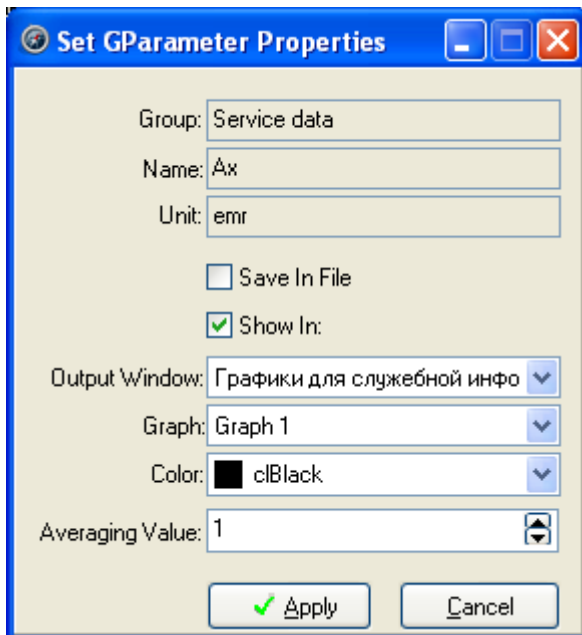 Set GParameter Properties
Group: Service data
Name: Ax
Unit: emr
Save In File
Show In:
Output Window: Графики для служебной инфо
Graph: Graph 1
Color: clBlack
Averaging Value: 1
Apply Cancel